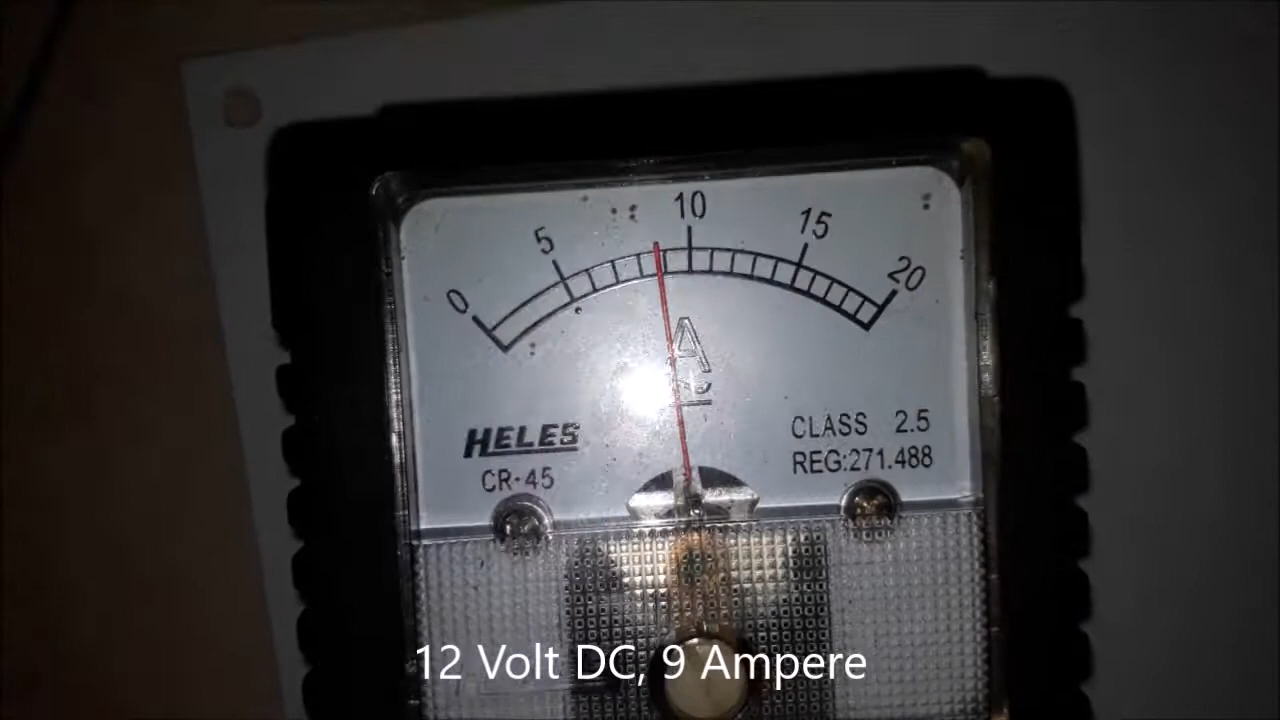 0 5 10 15 20
A
HELES
CR-45
CLASS 2.5
REG:271.488
12 Volt DC, 9 Ampere